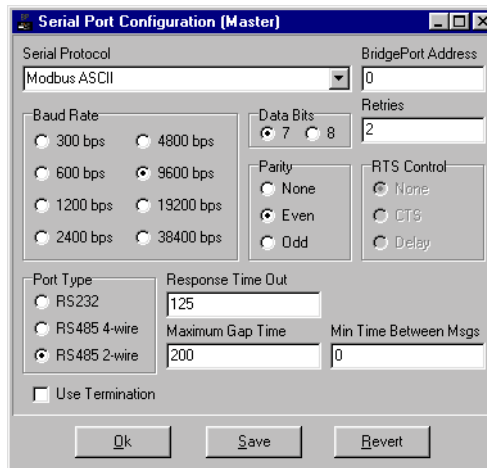 Serial Port Configuration (Master)
Serial Protocol
BridgePort Address
Modbus ASCII
0
Baud Rate
Data Bits
Retries
300 bps
4800 bps
7
8
2
600 bps
9600 bps
Parity
RTS Control
1200 bps
19200 bps
None
None
2400 bps
38400 bps
Even
CTS
Odd
Delay
Port Type
Response Time Out
RS232
125
RS485 4-wire
Maximum Gap Time
Min Time Between Msgs
RS485 2-wire
200
0
Use Termination
Ok
Save
Revert